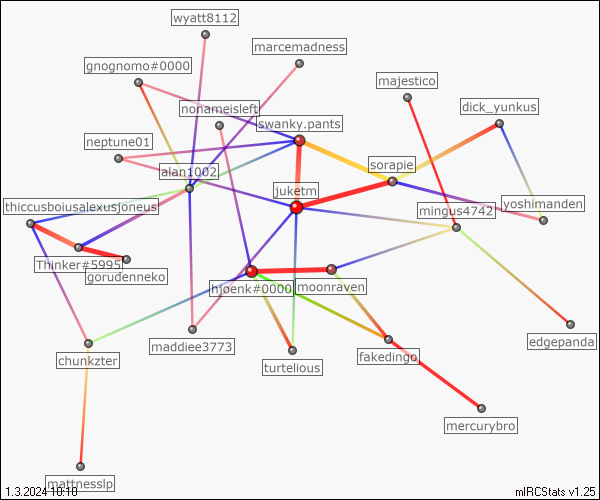 wyatt8112
marcemadness
gnognomo#0000
majestico
nonameisleft
dick_yunkus
swanky.pants
neptune01
sorapie
alan1002
juketm
thiccusboiusalexusjoneus
mingus4742
yoshimanden
Thinker#5995
gorudenneko
hjøenk#0000
moonraven
edgepanda
maddiee3773
chunkzter
fakedingo
turtelious
mercurybro
mattnesslp
1.3.2024 10:10
mIRCStats v1.25